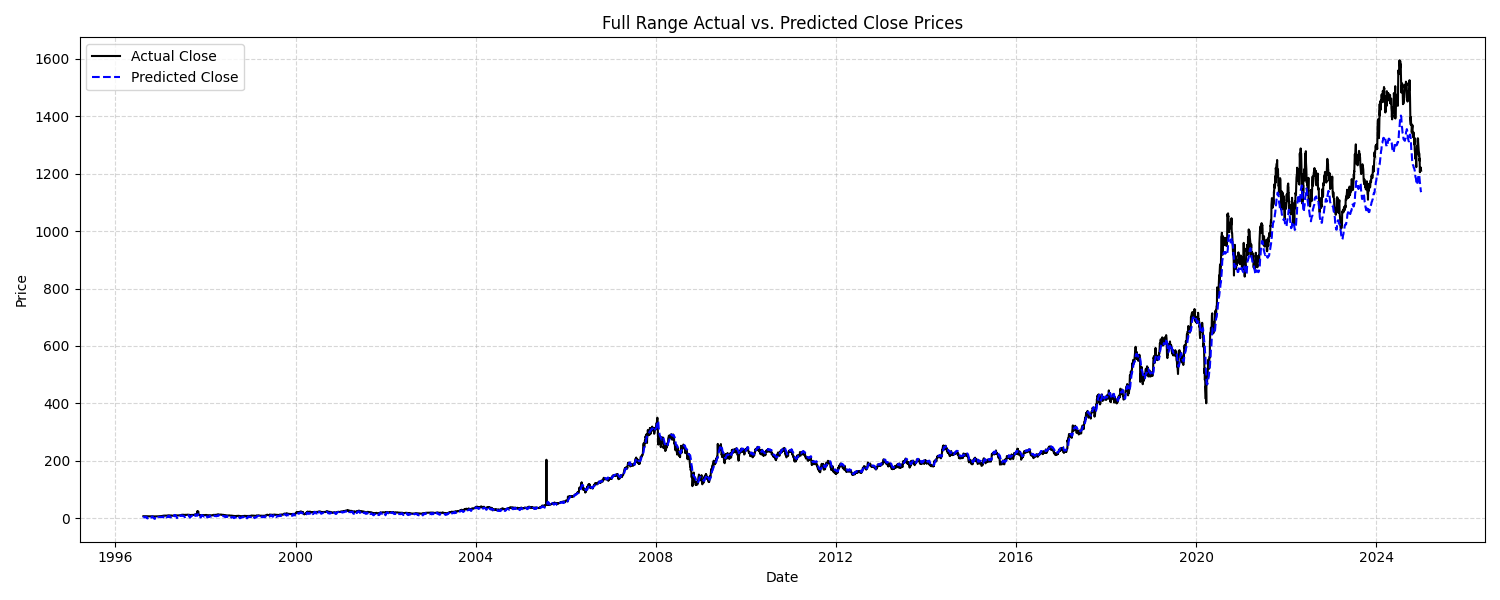 Full Range Actual vs. Predicted Close Prices
Actual Close
Predicted Close
1600
1400
1200
1000
800
600
400
200
0
Price
1996 2000 2004 2008 2012 2016 2020 2024
Date